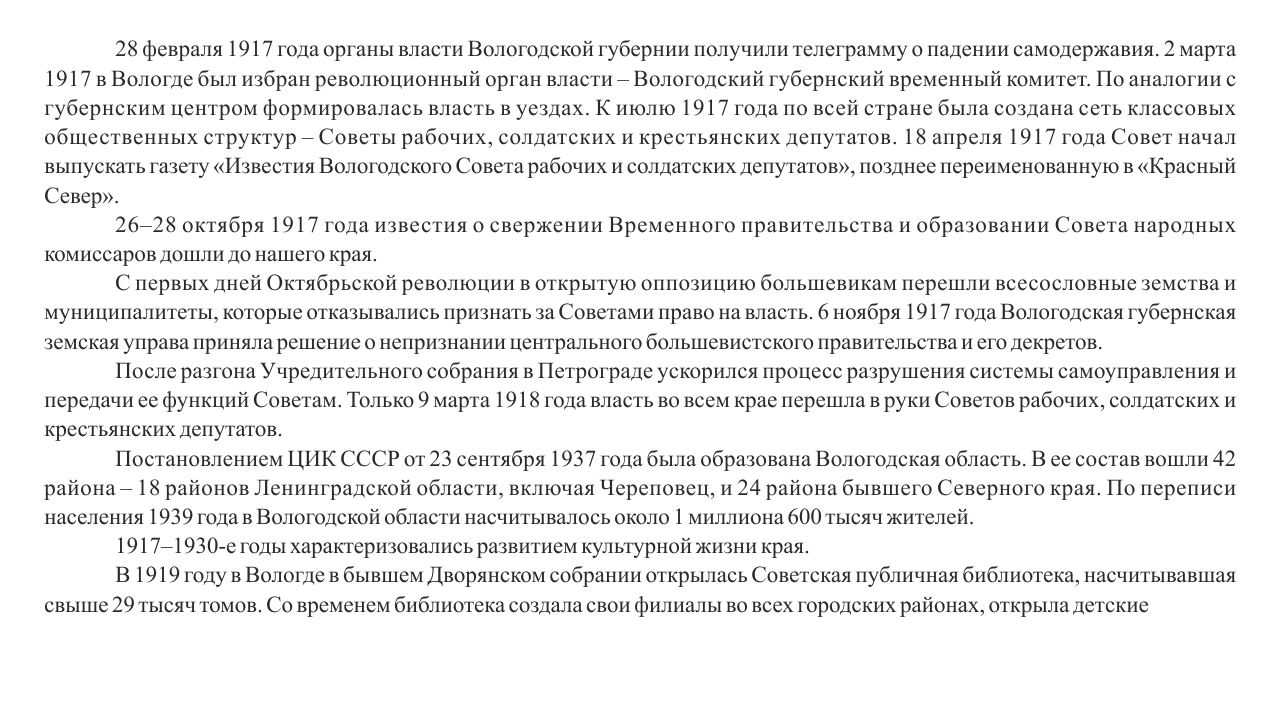 28 февраля 1917 года органы власти Вологодской губернии получили телеграмму о падении самодержавия. 2 марта
1917 в Вологде был избран революционный орган власти – Вологодский губернский временный комитет. По аналогии с
губернским центром формировалась власть в уездах. К июлю 1917 года по всей стране была создана сеть классовых
общественных структур – Советы рабочих, солдатских и крестьянских депутатов. 18 апреля 1917 года Совет начал
выпускать газету «Известия Вологодского Совета рабочих и солдатских депутатов», позднее переименованную в «Красный
Север».
26–28 октября 1917 года известия о свержении Временного правительства и образовании Совета народных
комиссаров дошли до нашего края.
С первых дней Октябрьской революции в открытую оппозицию большевикам перешли всесословные земства и
муниципалитеты, которые отказывались признать за Советами право на власть. 6 ноября 1917 года Вологодская губернская
земская управа приняла решение о непризнании центрального большевистского правительства и его декретов.
После разгона Учредительного собрания в Петрограде ускорился процесс разрушения системы самоуправления и
передачи ее функций Советам. Только 9 марта 1918 года власть во всем крае перешла в руки Советов рабочих, солдатских и
крестьянских депутатов.
Постановлением ЦИК СССР от 23 сентября 1937 года была образована Вологодская область. В ее состав вошли 42
района – 18 районов Ленинградской области, включая Череповец, и 24 района бывшего Северного края. По переписи
населения 1939 года в Вологодской области насчитывалось около 1 миллиона 600 тысяч жителей.
1917–1930-е годы характеризовались развитием культурной жизни края.
В 1919 году в Вологде в бывшем Дворянском собрании открылась Советская публичная библиотека, насчитывавшая
свыше 29 тысяч томов. Со временем библиотека создала свои филиалы во всех городских районах, открыла детские